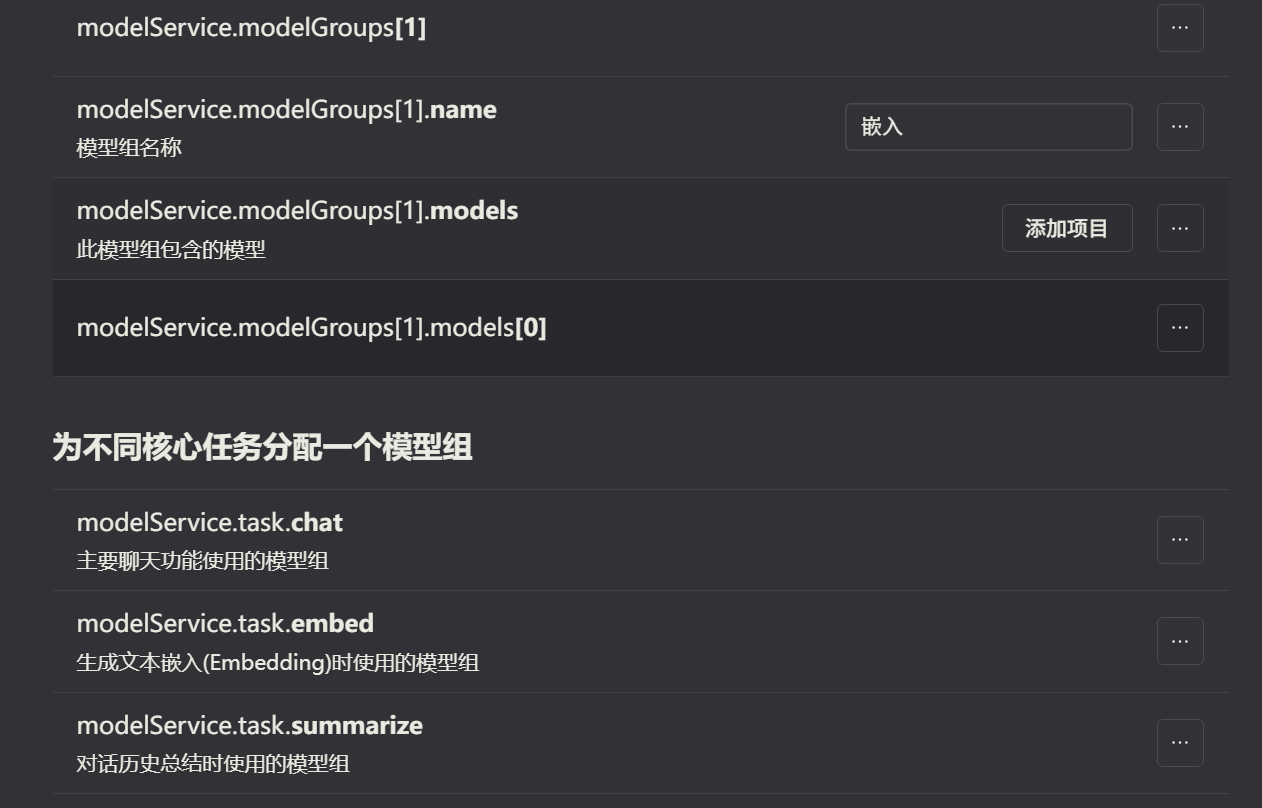 modelService.modelGroups[1]
...
modelService.modelGroups[1].name
模型组名称
嵌入
...
modelService.modelGroups[1].models
此模型组包含的模型
添加项目
...
modelService.modelGroups[1].models[0]
...
为不同核心任务分配一个模型组
modelService.task.chat
主要聊天功能使用的模型组
...
modelService.task.embed
生成文本嵌入(Embedding)时使用的模型组
...
modelService.task.summarize
对话历史总结时使用的模型组
...